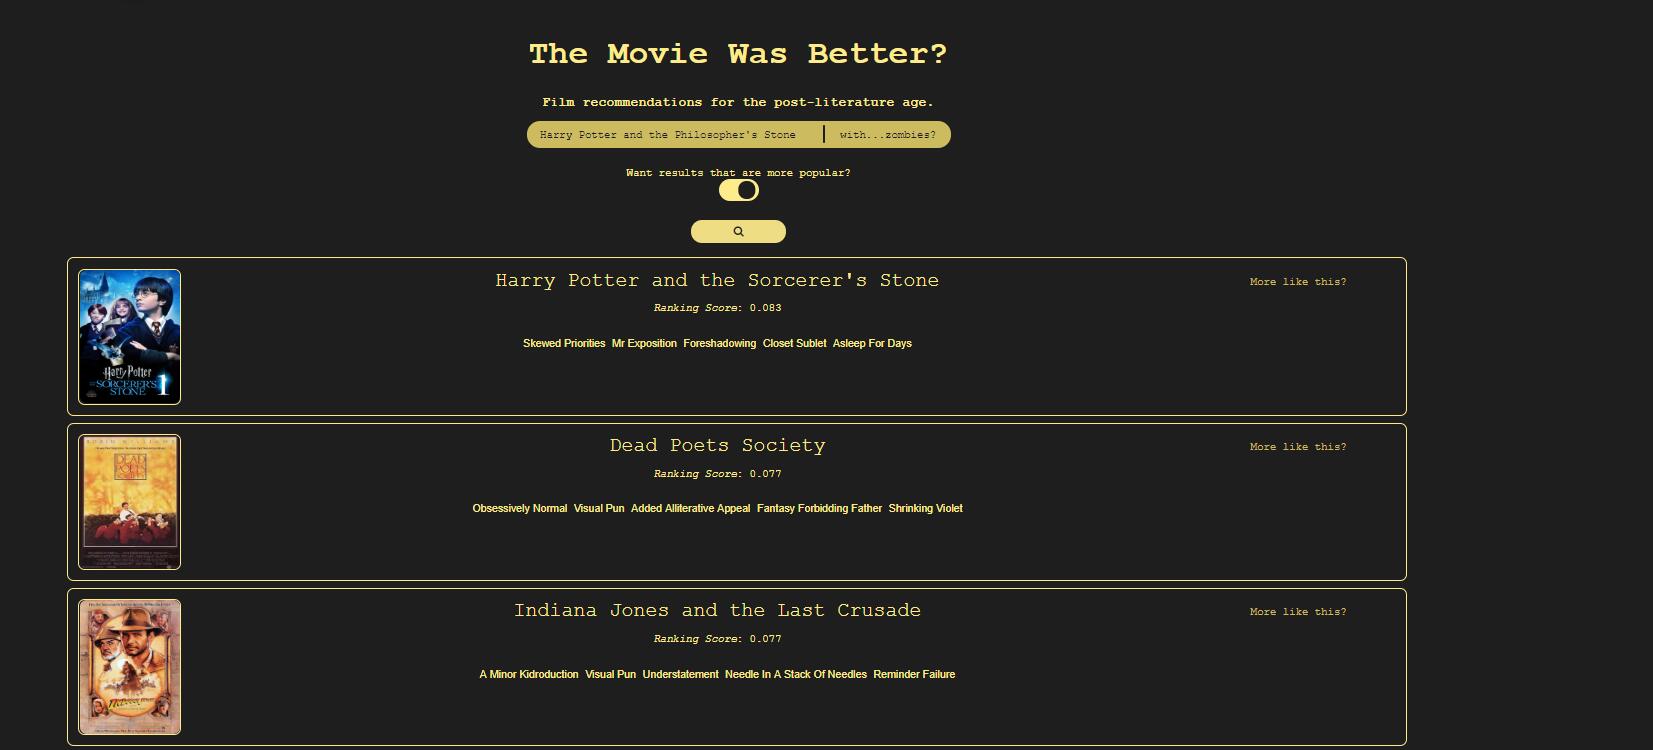 The Movie Was Better?
Film recommendations for the post-literature age.
Harry Potter and the Philosopher's Stone with...zombies?
Want results that are more popular?
Harry Potter and the Sorcerer's Stone
More like this?
Ranking Score: 0.083
Skewed Priorities Mr Exposition Foreshadowing Closet Sublet Asleep For Days
Harry Potter
SORCERER'S
STONE
1
Dead Poets Society
More like this?
Ranking Score: 0.077
Obsessively Normal Visual Pun Added Alliterative Appeal Fantasy Forbidding Father Shrinking Violet
ROBIN WILLIAMS
DEAD
POETS
SOCIETY
Indiana Jones and the Last Crusade
More like this?
Ranking Score: 0.077
A Minor Kidroduction Visual Pun Understatement Needle In A Stack Of Needles Reminder Failure